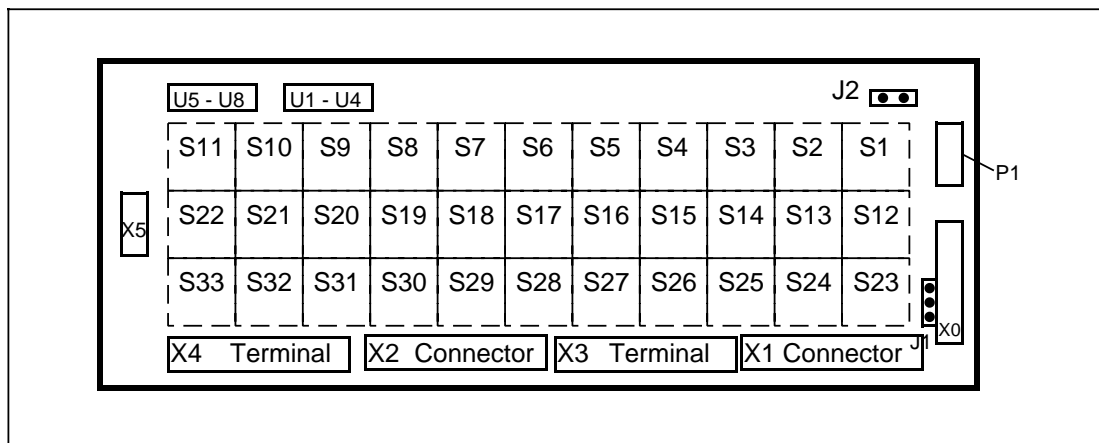 U5 - U8 U1 - U4 J2
S11 S10 S9 S8 S7 S6 S5 S4 S3 S2 S1
P1
X5 S22 S21 S20 S19 S18 S17 S16 S15 S14 S13 S12
S33 S32 S31 S30 S29 S28 S27 S26 S25 S24 S23
X0
J1
X4 Terminal X2 Connector X3 Terminal X1 Connector